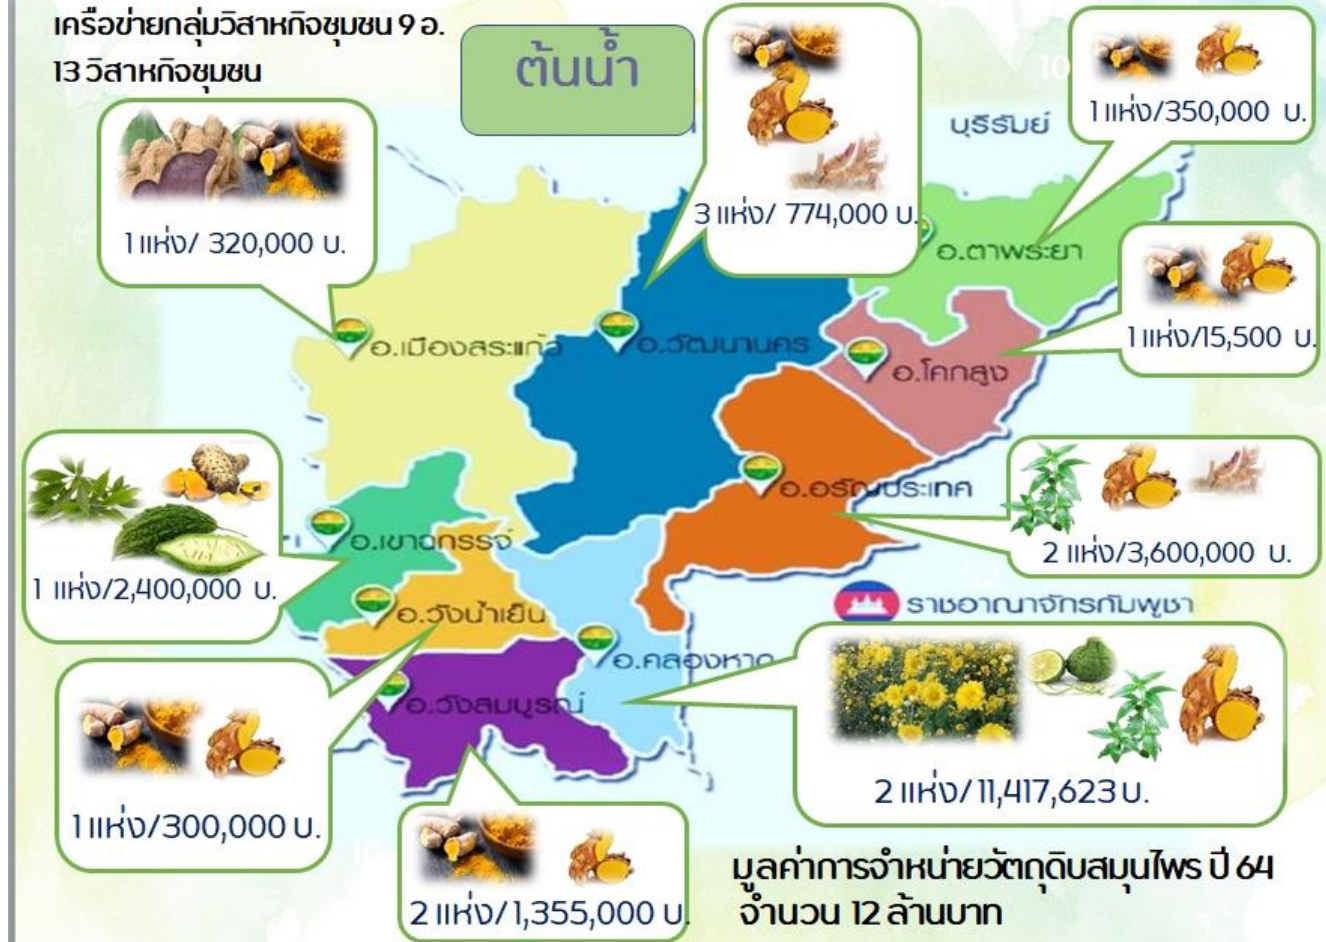 เครือข่ายกลุ่มวิสาหกิจชุมชน 9 อ.
13 วิสาหกิจชุมชน
ต้นน้ำ
1 แห่ง/ 320,000 บ.
3 แห่ง/ 774,000 บ.
1 แห่ง/350,000 บ.
บุรีรัมย์
อ.ตาพระยา
1 แห่ง/15,500 บ.
อ.เมืองสระแก้ว
อ.วัฒนานคร
อ.โคกสูง
อ.อรัญประเทศ
2 แห่ง/3,600,000 บ.
อ.เขาฉกรรจ์
1 แห่ง/2,400,000 บ.
อ.วังน้ำเย็น
ราชอาณาจักรกัมพูชา
อ.คลองหาด
อ.วังสมบูรณ์
2 แห่ง/11,417,623 บ.
1 แห่ง/300,000 บ.
2 แห่ง/1,355,000 บ.
มูลค่าการจำหน่ายวัตถุดิบสมุนไพร ปี 64
จำนวน 12 ล้านบาท